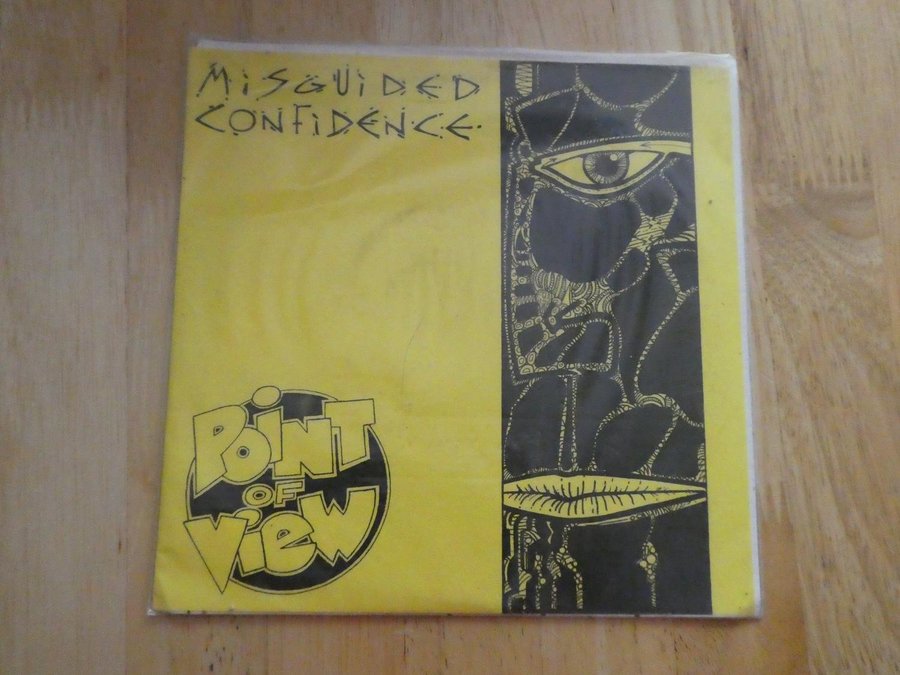 MiSGUiDED
CONFiDENCE.
POiNT
OF
ViEW